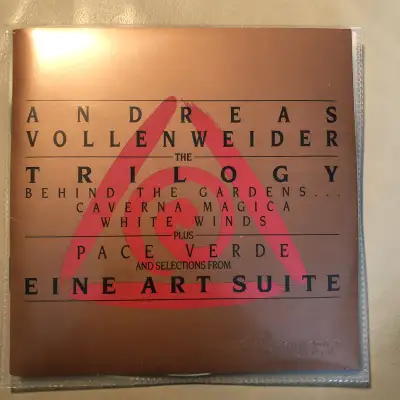 ANDREAS
VOLLENWEIDER
THE
TRILOGY
BEHIND THE GARDENS...
CAVERNA MAGICA
WHITE WINDS
PLUS
PACE VERDE
AND SELECTIONS FROM
EINE ART SUITE